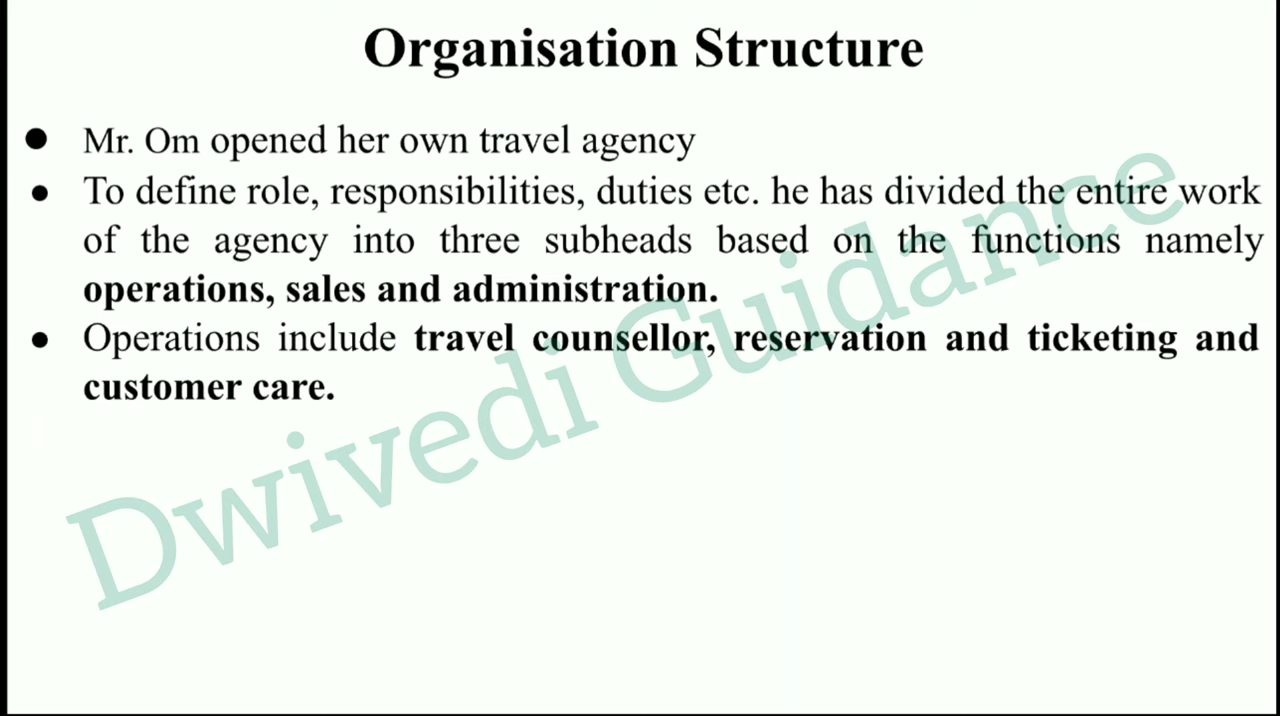 Organisation Structure
● Mr. Om opened her own travel agency
● To define role, responsibilities, duties etc. he has divided the entire work
of the agency into three subheads based on the functions namely
operations, sales and administration.
● Operations include travel counsellor, reservation and ticketing and
customer care.
Dwivedi Guidance